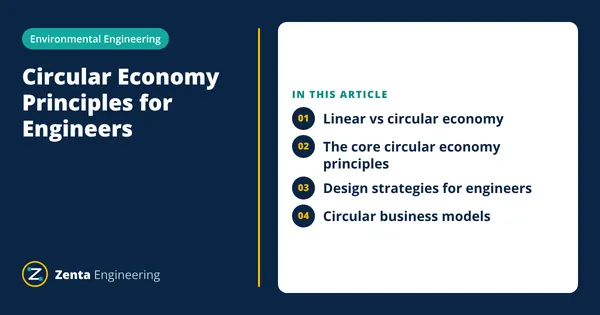 Environmental Engineering
Circular Economy
Principles for
Engineers
Zenta Engineering
IN THIS ARTICLE
01 Linear vs circular economy
02 The core circular economy
principles
03 Design strategies for engineers
04 Circular business models